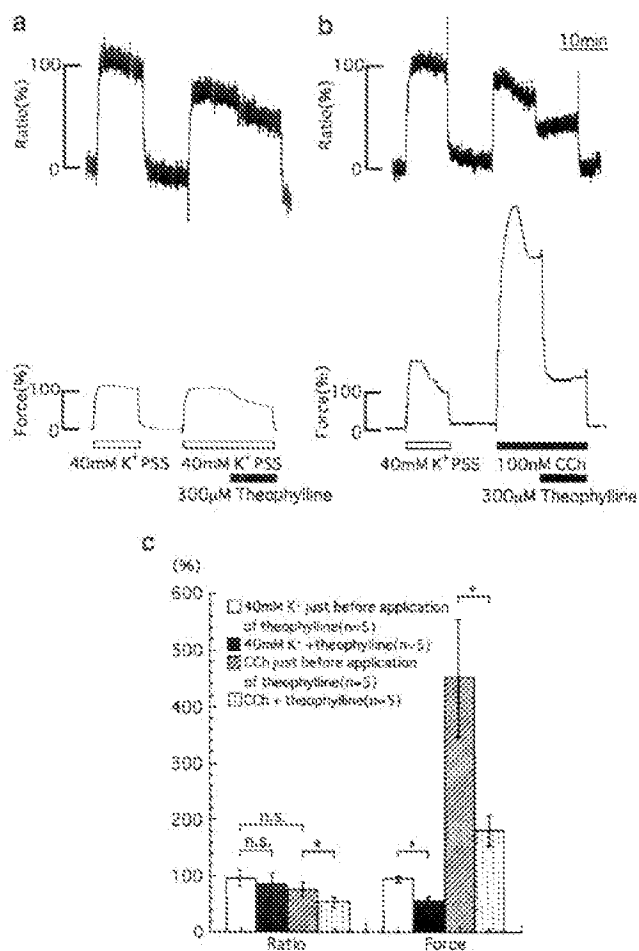 a
b
10min
100
0
Ratio(%)
100
0
Ratio(%)
100
0
Force(%)
100
0
Force(%)
40mM K+ PSS
40mM K+ PSS
300μM Theophylline
40mM K+ PSS
100nM CCh
300μM Theophylline
c
(%)
600
500
400
300
200
100
0
40mM K+ just before application
of theophylline(n=5)
40mM K+ +theophylline(n=5)
CCh just before application
of theophylline(n=5)
CCh + theophylline(n=5)
n.s.
n.s.
*
*
*
Ratio
Force